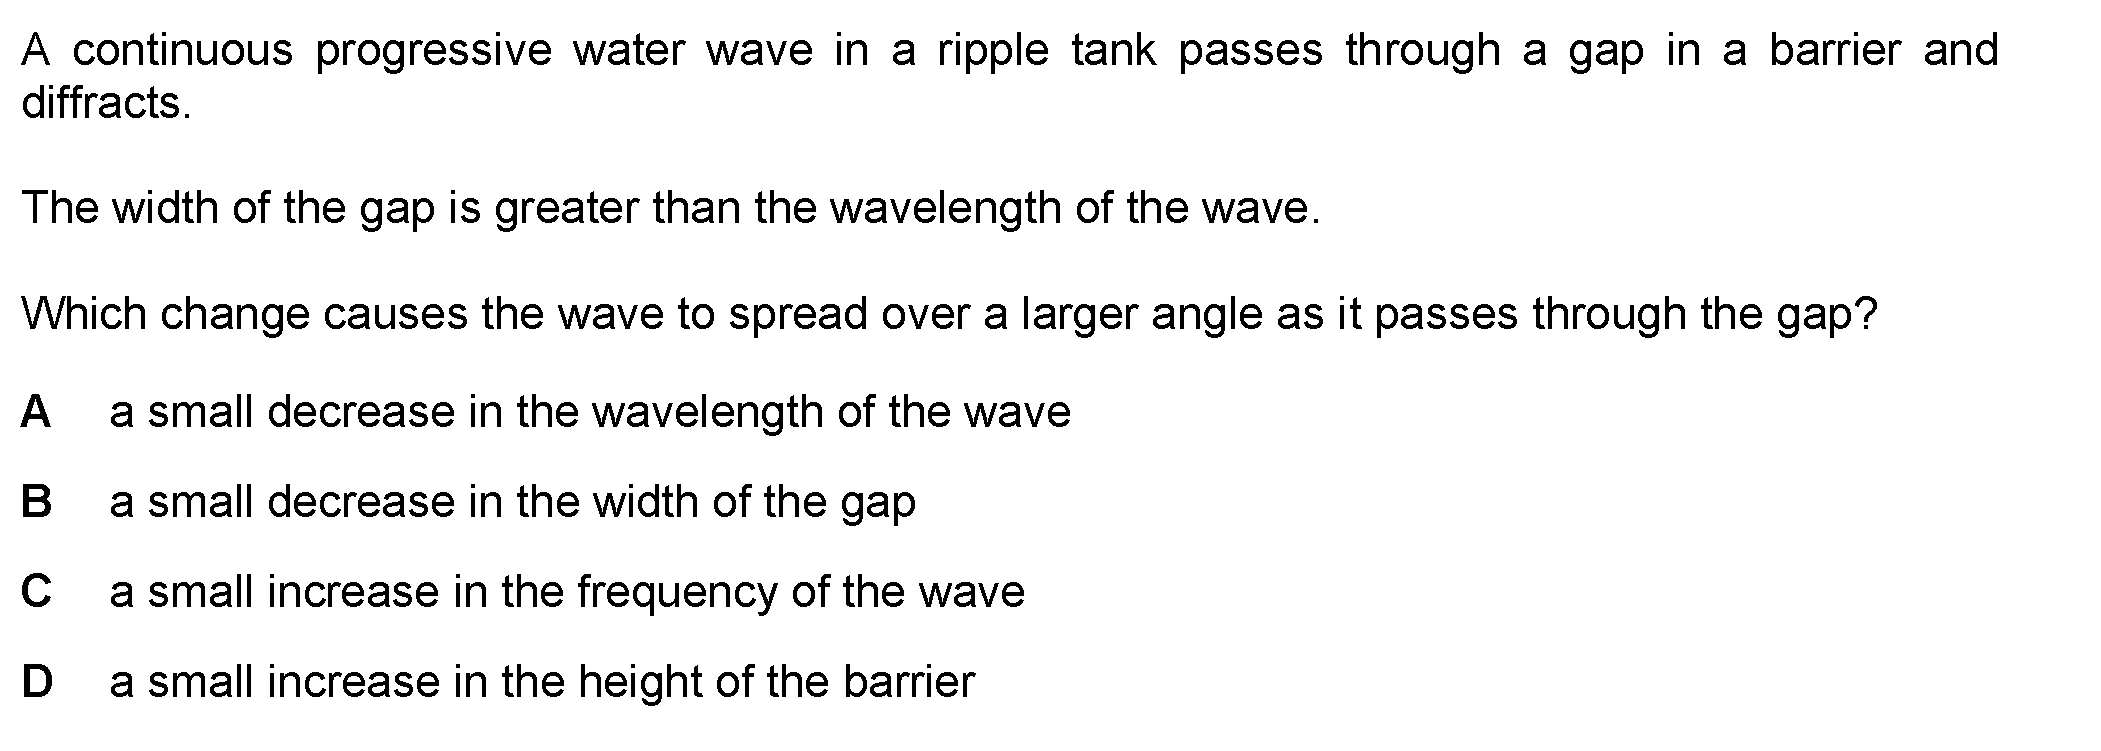 A continuous progressive water wave in a ripple tank passes through a gap in a barrier and
diffracts.
The width of the gap is greater than the wavelength of the wave.
Which change causes the wave to spread over a larger angle as it passes through the gap?
A a small decrease in the wavelength of the wave
B a small decrease in the width of the gap
C a small increase in the frequency of the wave
D a small increase in the height of the barrier